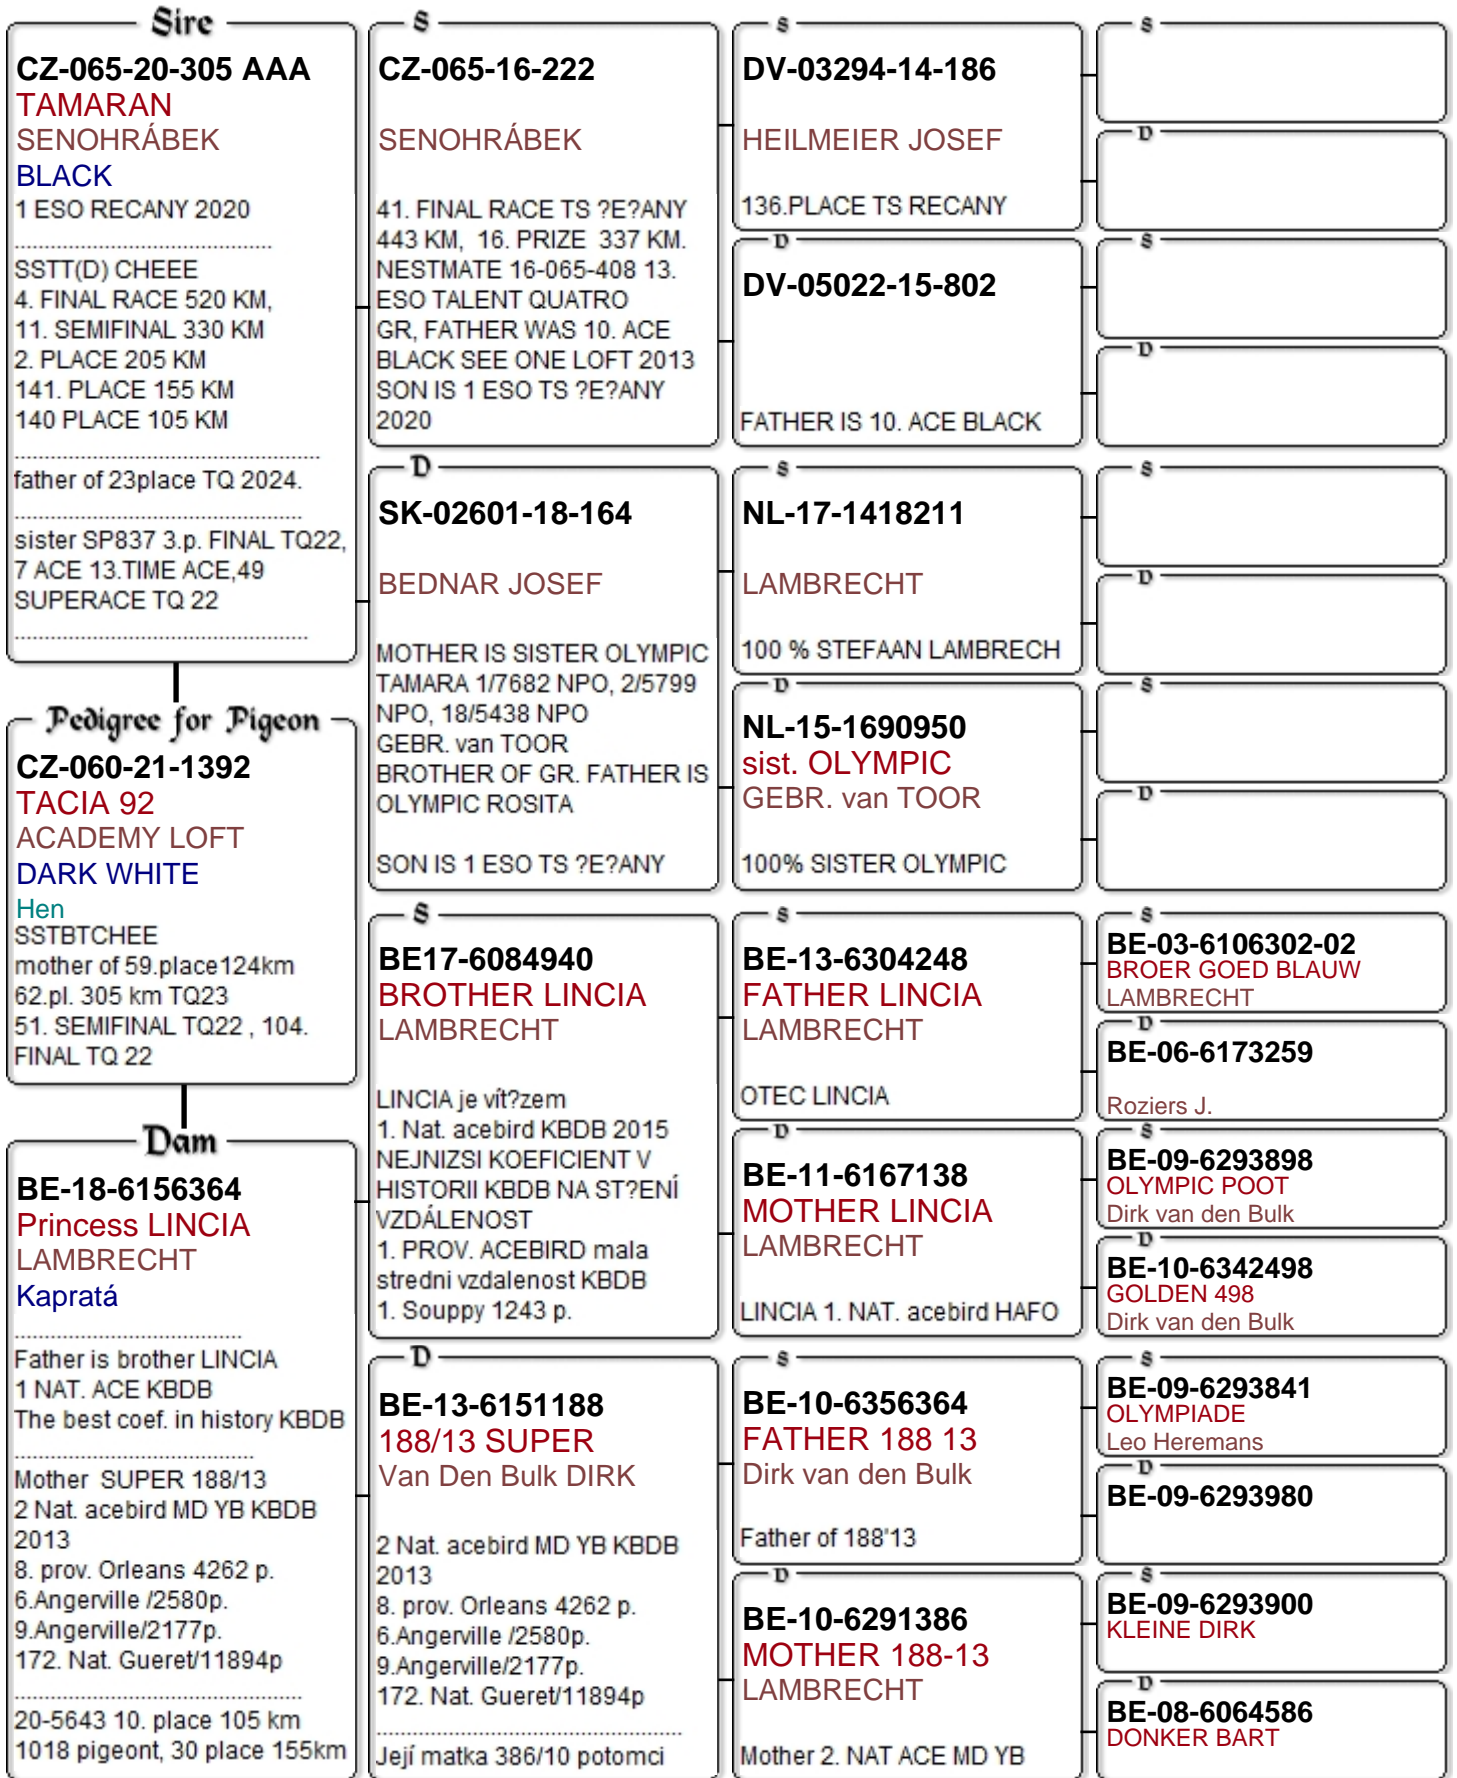 Sire
CZ-065-20-305 AAA
TAMARAN
SENOHRÁBEK
BLACK
1 ESO RECANY 2020
...........................................
SSTT(D) CHEEE
4. FINAL RACE 520 KM,
11. SEMIFINAL 330 KM
2. PLACE 205 KM
141. PLACE 155 KM
140 PLACE 105 KM
...................................................
father of 23place TQ 2024.
................................................
sister SP837 3.p. FINAL TQ22,
7 ACE 13.TIME ACE,49
SUPERACE TQ 22
.................................................
Pedigree for Pigeon
CZ-060-21-1392
TACIA 92
ACADEMY LOFT
DARK WHITE
Hen
SSTBTCHEE
mother of 59.place124km
62.pl. 305 km TQ23
51. SEMIFINAL TQ22 , 104.
FINAL TQ 22
Dam
BE-18-6156364
Princess LINCIA
LAMBRECHT
Kapratá
......................................
Father is brother LINCIA
1 NAT. ACE KBDB
The best coef. in history KBDB
........................................
Mother  SUPER 188/13
2 Nat. acebird MD YB KBDB
2013
8. prov. Orleans 4262 p.
6.Angerville /2580p.
9.Angerville/2177p.
172. Nat. Gueret/11894p
................................................
20-5643 10. place 105 km
1018 pigeont, 30 place 155km
S
CZ-065-16-222
SENOHRÁBEK
41. FINAL RACE TS ?E?ANY
443 KM,  16. PRIZE  337 KM.
NESTMATE 16-065-408 13.
ESO TALENT QUATRO
GR, FATHER WAS 10. ACE
BLACK SEE ONE LOFT 2013
SON IS 1 ESO TS ?E?ANY
2020
D
SK-02601-18-164
BEDNAR JOSEF
MOTHER IS SISTER OLYMPIC
TAMARA 1/7682 NPO, 2/5799
NPO, 18/5438 NPO
GEBR. van TOOR
BROTHER OF GR. FATHER IS
OLYMPIC ROSITA
SON IS 1 ESO TS ?E?ANY
S
BE17-6084940
BROTHER LINCIA
LAMBRECHT
LINCIA je vít?zem
1. Nat. acebird KBDB 2015
NEJNIZSI KOEFICIENT V
HISTORII KBDB NA ST?ENÍ
VZDÁLENOST
1. PROV. ACEBIRD mala
stredni vzdalenost KBDB
1. Souppy 1243 p.
D
BE-13-6151188
188/13 SUPER
Van Den Bulk DIRK
2 Nat. acebird MD YB KBDB
2013
8. prov. Orleans 4262 p.
6.Angerville /2580p.
9.Angerville/2177p.
172. Nat. Gueret/11894p
...................................................
Její matka 386/10 potomci
S
DV-03294-14-186
HEILMEIER JOSEF
136.PLACE TS RECANY
D
DV-05022-15-802
FATHER IS 10. ACE BLACK
S
NL-17-1418211
LAMBRECHT
100 % STEFAAN LAMBRECH
D
NL-15-1690950
sist. OLYMPIC
GEBR. van TOOR
100% SISTER OLYMPIC
S
BE-13-6304248
FATHER LINCIA
LAMBRECHT
OTEC LINCIA
D
BE-11-6167138
MOTHER LINCIA
LAMBRECHT
LINCIA 1. NAT. acebird HAFO
S
BE-10-6356364
FATHER 188 13
Dirk van den Bulk
Father of 188'13
D
BE-10-6291386
MOTHER 188-13
LAMBRECHT
Mother 2. NAT ACE MD YB
S
D
S
D
S
D
S
D
S
BE-03-6106302-02
BROER GOED BLAUW
LAMBRECHT
D
BE-06-6173259
Roziers J.
S
BE-09-6293898
OLYMPIC POOT
Dirk van den Bulk
D
BE-10-6342498
GOLDEN 498
Dirk van den Bulk
S
BE-09-6293841
OLYMPIADE
Leo Heremans
D
BE-09-6293980
S
BE-09-6293900
KLEINE DIRK
D
BE-08-6064586
DONKER BART